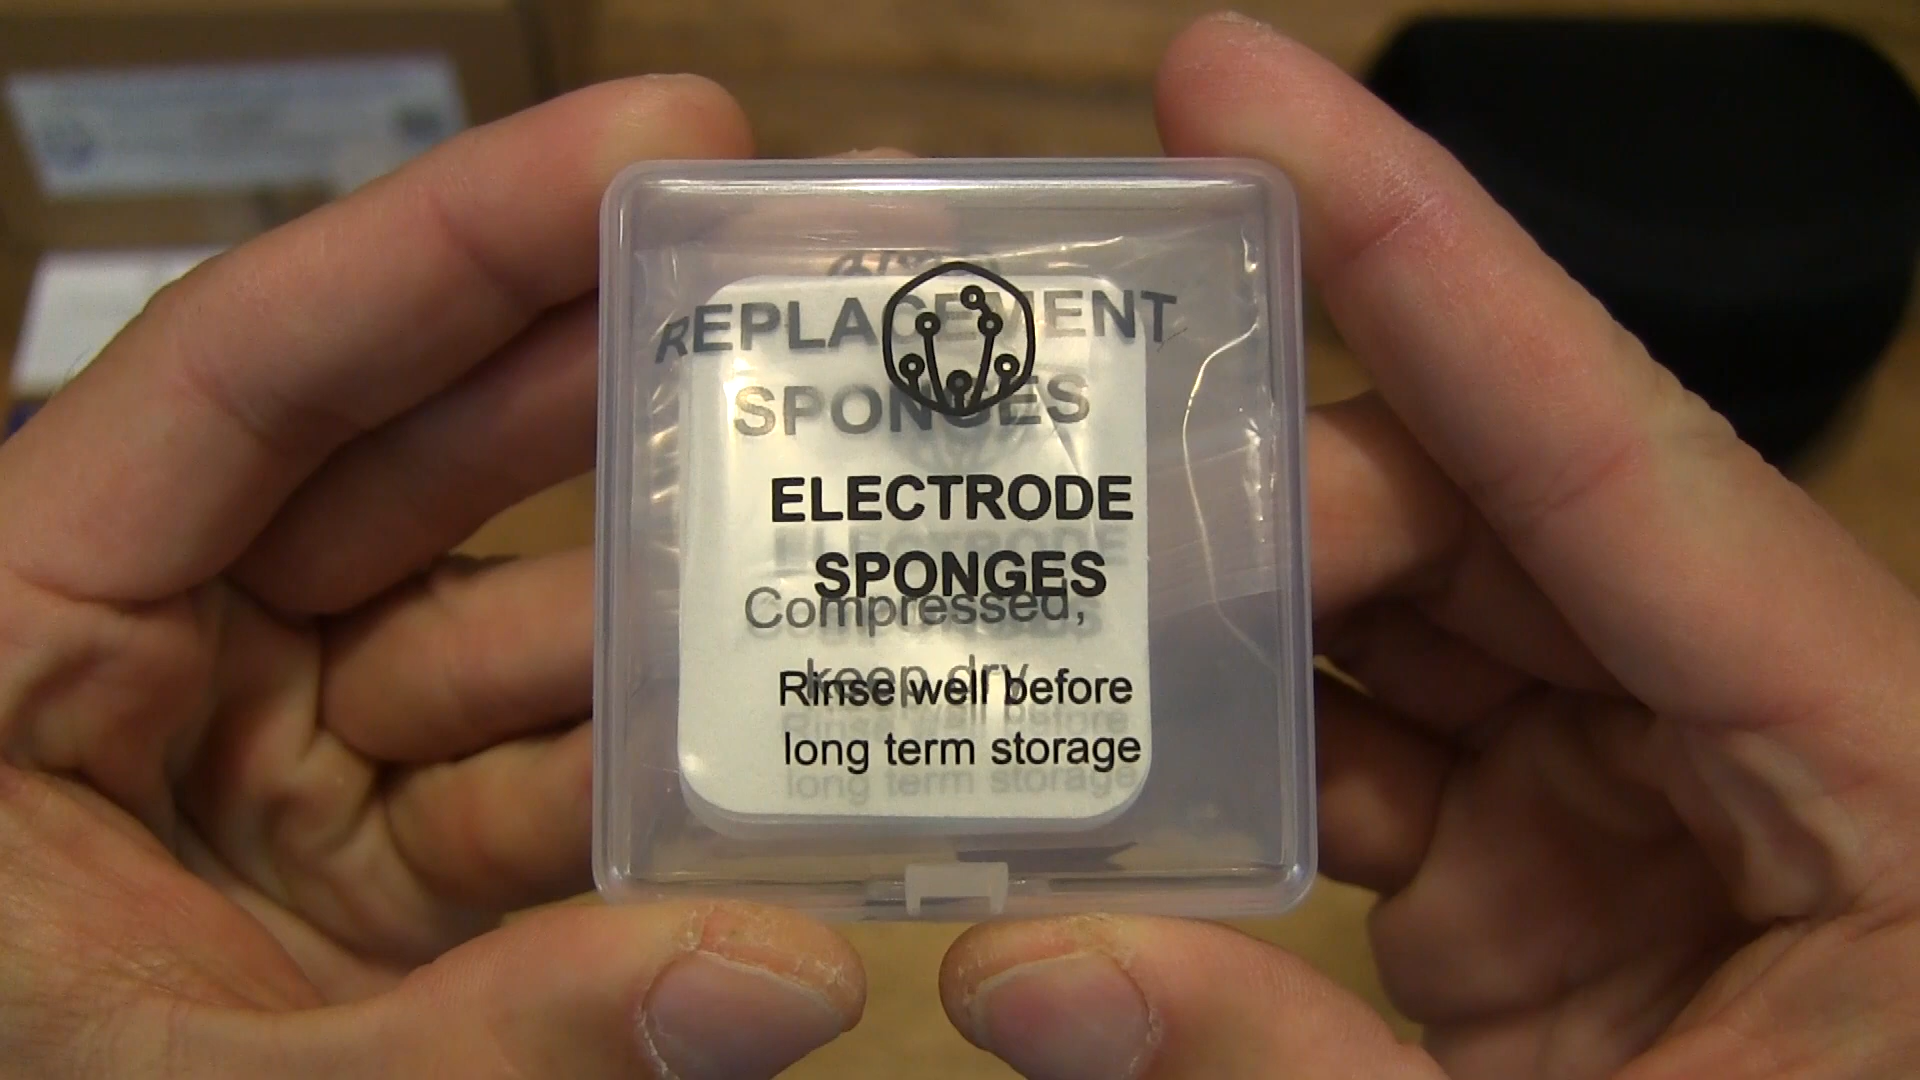 REPLACEMENT
SPONGES
ELECTRODE
SPONGES
Compressed,
keep dry
Rinse well before
long term storage